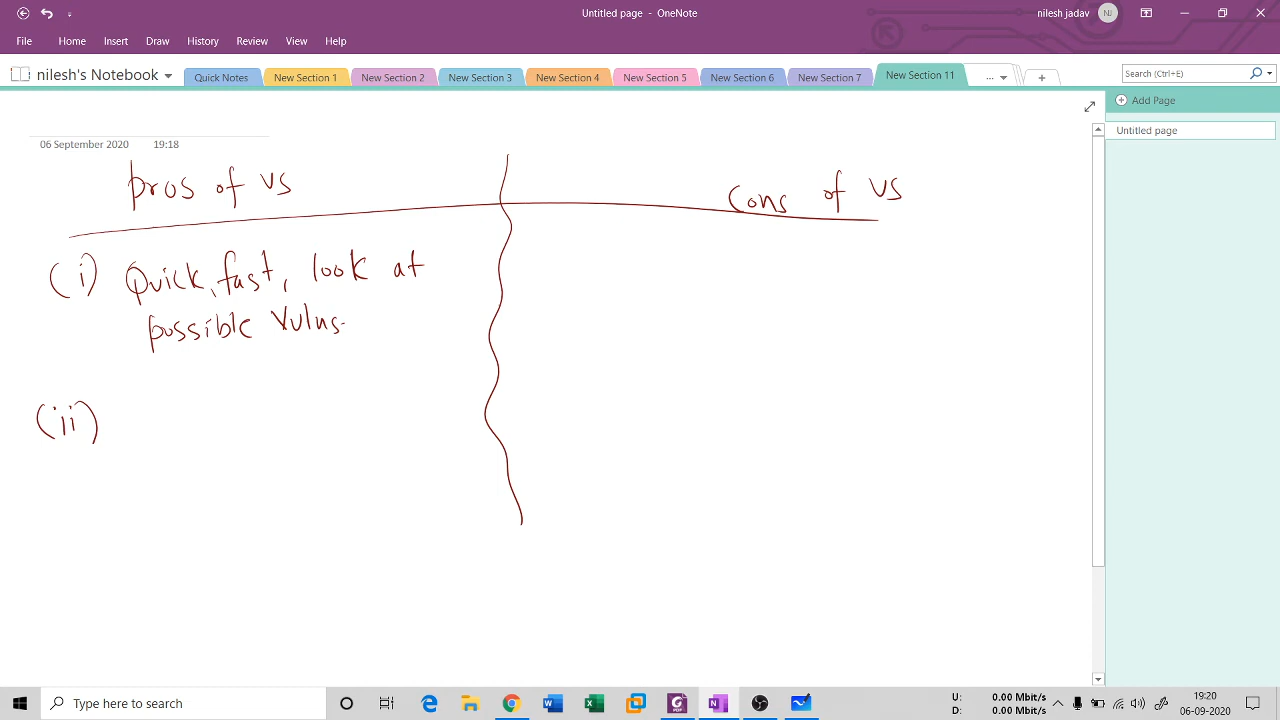 Untitled page - OneNote
nilesh jadav
NJ
File Home Insert Draw History Review View Help
nilesh's Notebook
Quick Notes New Section 1 New Section 2 New Section 3 New Section 4 New Section 5 New Section 6 New Section 7 New Section 11 ...
Search (Ctrl+E)
Add Page
Untitled page
06 September 2020 19:18
pros of vs
Cons of vs
(i) Quick, fast, look at
possible vulns
(ii)
Type here to search
U: 0.00 Mbit/s
D: 0.00 Mbit/s
19:20
06-09-2020